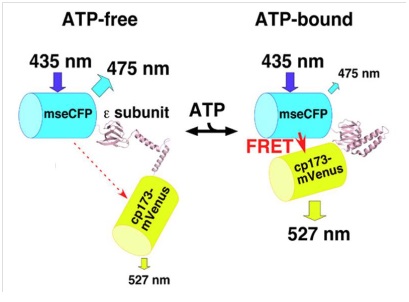 ATP-free
ATP-bound
435 nm
475 nm
mseCFP
ε subunit
cp173-
mVenus
527 nm
ATP
435 nm
475 nm
mseCFP
FRET
cp173-
mVenus
527 nm